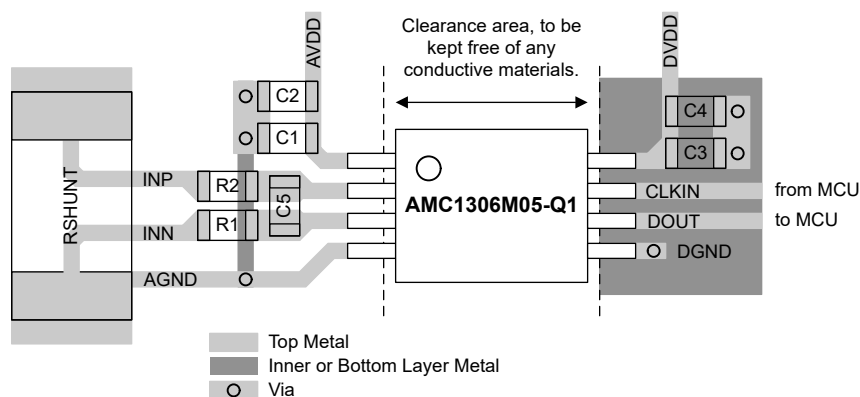 Clearance area, to be
kept free of any
conductive materials.
AVDD
DVDD
C2
C1
C4
C3
RSHUNT
INP
R2
C5
INN
R1
AGND
AMC1306M05-Q1
CLKIN
from MCU
DOUT
to MCU
DGND
Top Metal
Inner or Bottom Layer Metal
Via